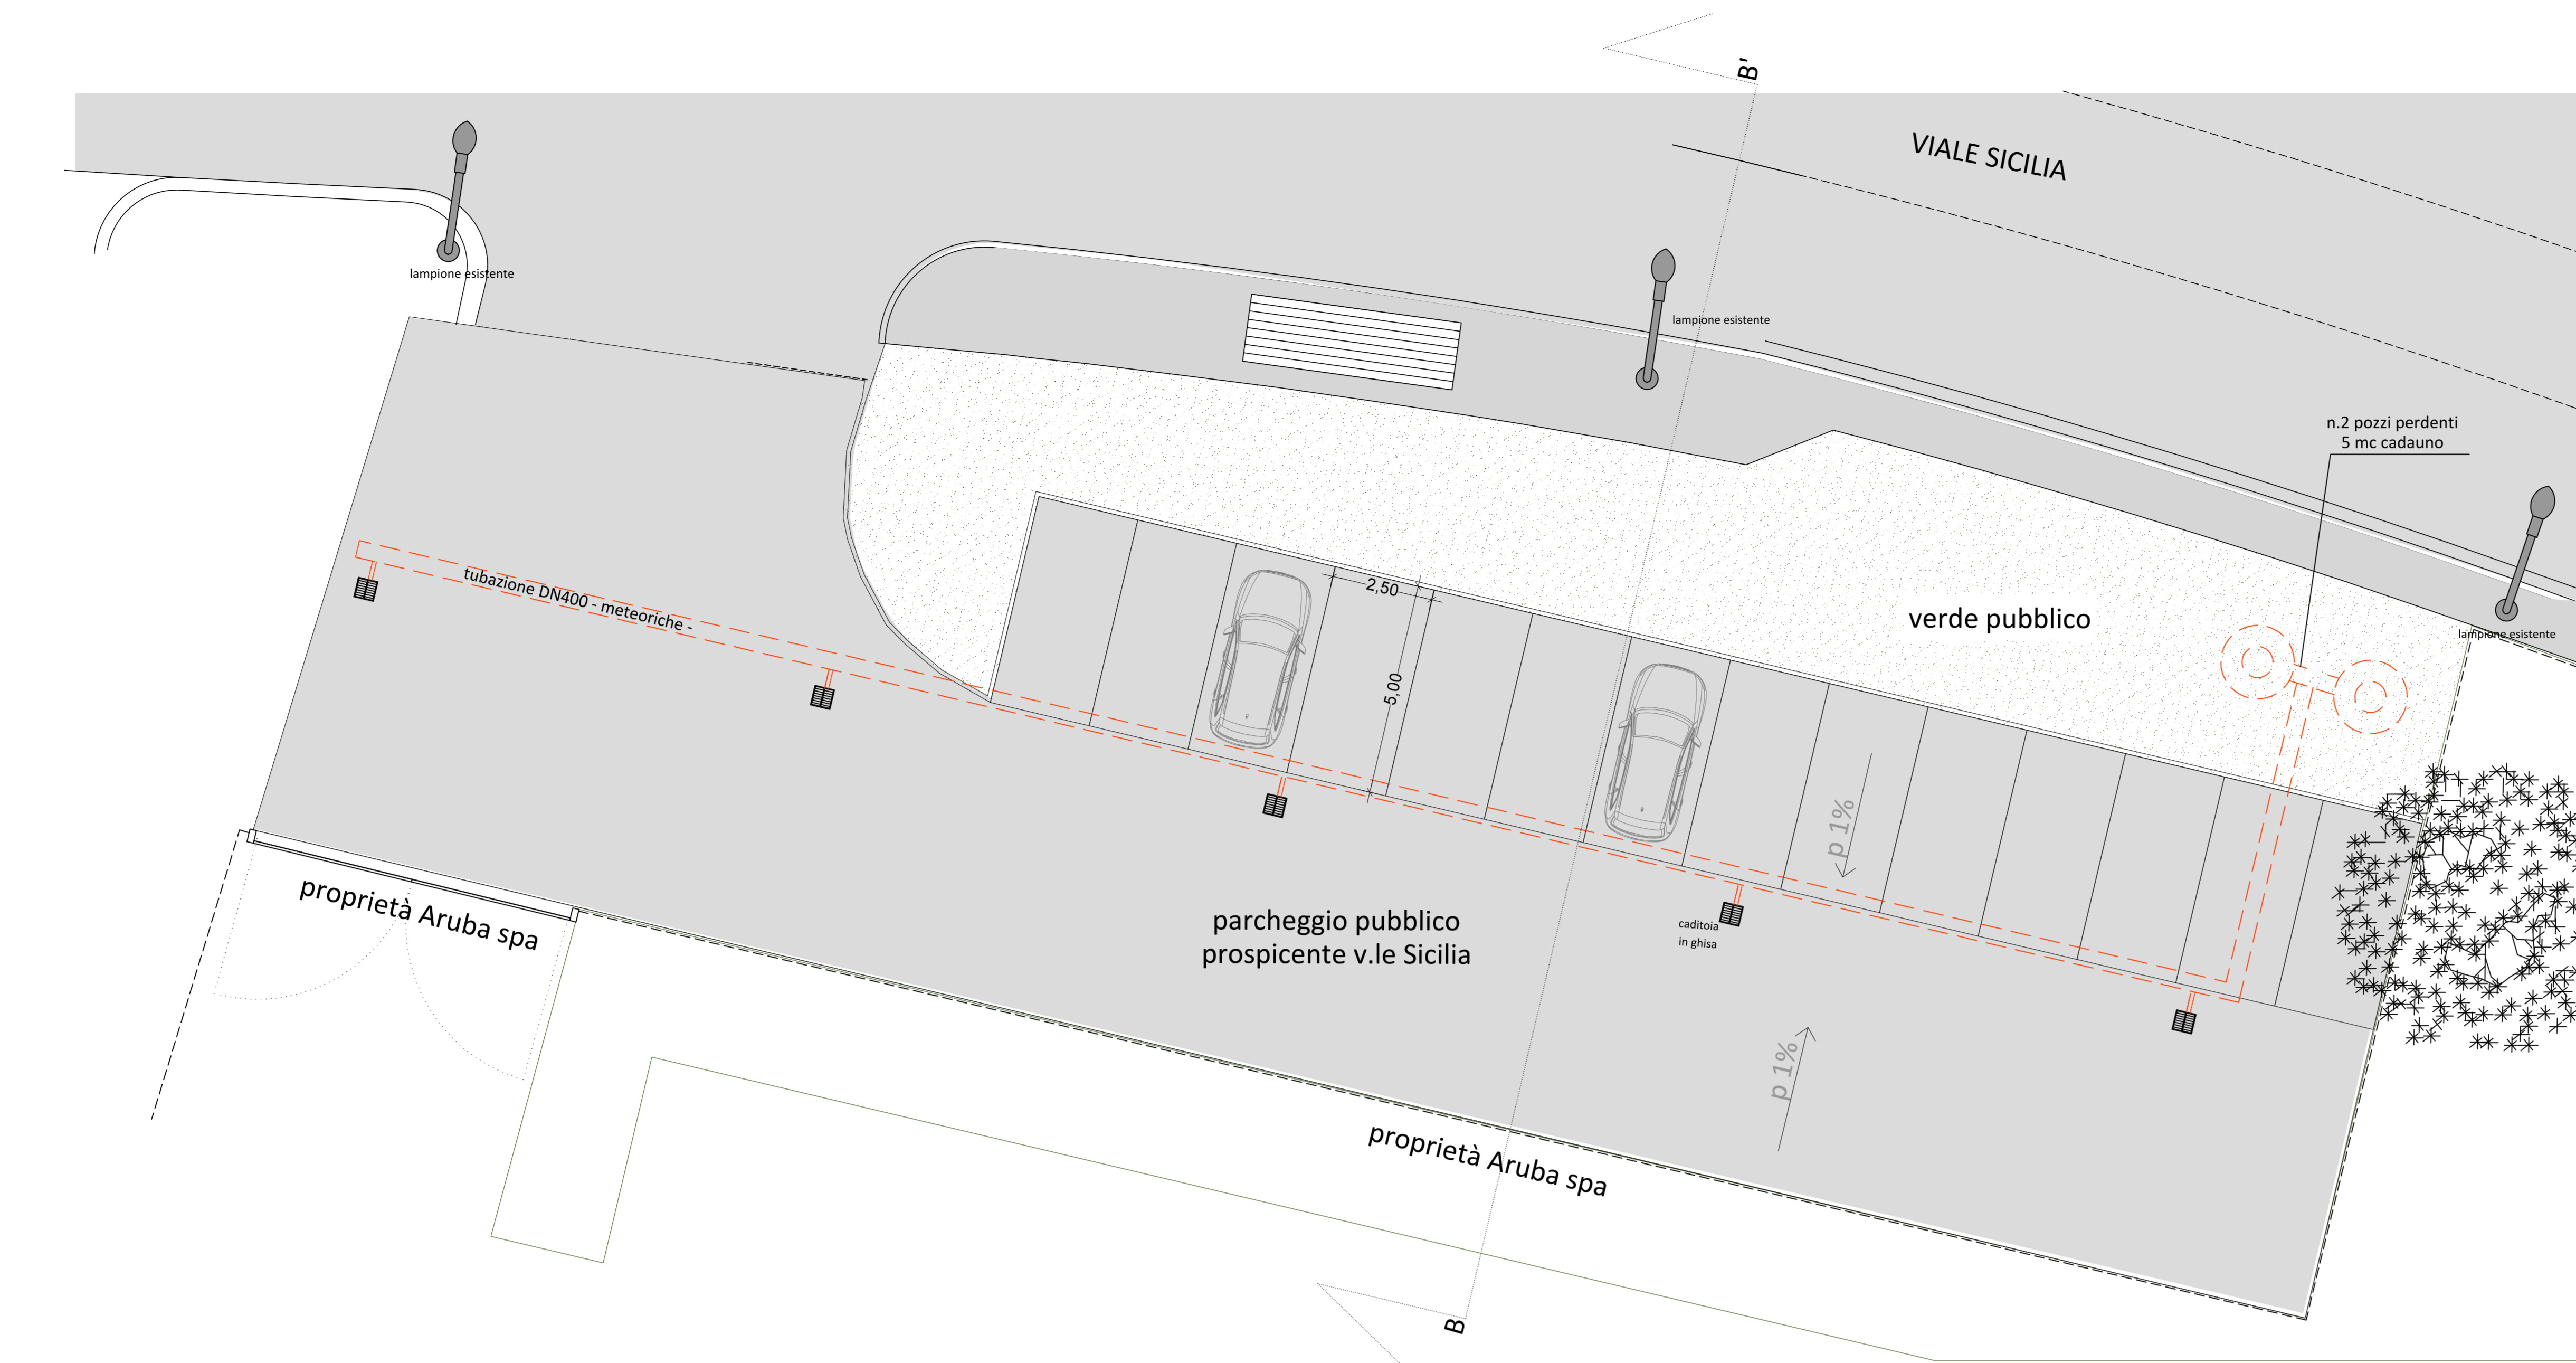 B'
VIALE SICILIA
lampione esistente
lampione esistente
n.2 pozzi perdenti
5 mc cadauno
tubazione DN400 - meteoriche -
2,50
5,00
verde pubblico
lampione esistente
p 1%
proprietà Aruba spa
parcheggio pubblico
prospicente v.le Sicilia
caditoia
in ghisa
p 1%
proprietà Aruba spa
B